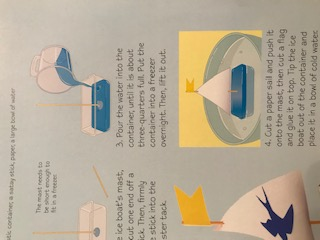 stic container, a lollipop stick, paper, a large bowl of water
The mast needs to
be short enough to
fit in a freezer.
e ice boat's mast,
cut one end off a
ck. Then, firmly
e stick into the
ster tack.
3. Pour the water into the
container, until it is about
three-quarters full. Put the
container into a freezer
overnight. Then, lift it out.
4. Cut a paper sail and push it
onto the mast, then cut a flag
and glue it on top. Tip the ice
boat out of the container and
place it in a bowl of cold water.